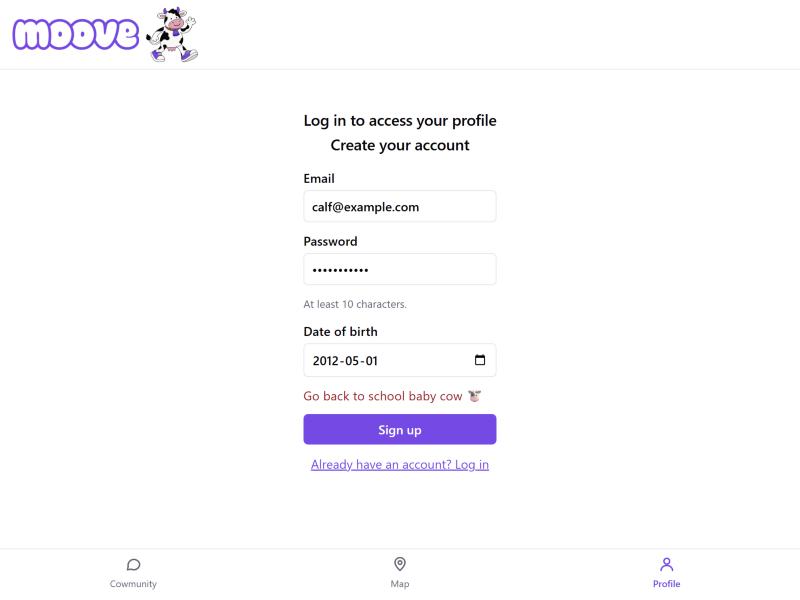 moove
Log in to access your profile
Create your account
Email
calf@example.com
Password
•••••••••••
At least 10 characters.
Date of birth
2012-05-01
Go back to school baby cow 🐮
Sign up
Already have an account? Log in
Cowmunity
Map
Profile